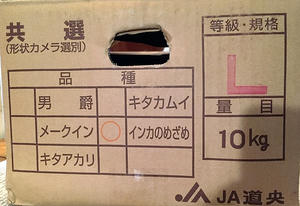 共選
(形状カメラ選別)
等級・規格
L
品種
男爵
キタカムイ
メークイン
○
インカのめざめ
キタアカリ
量目
10kg
JA道央